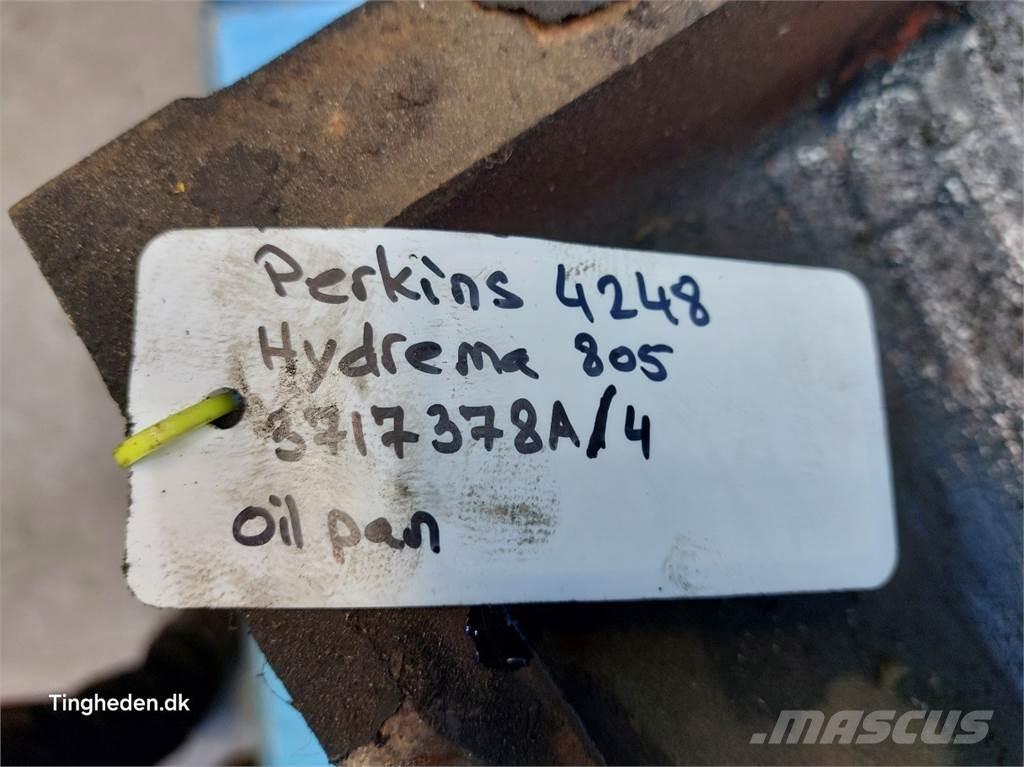 Perkins 4248
Hydrema 805
3717378A/4
oil pan
Tingheden.dk
MASCUS